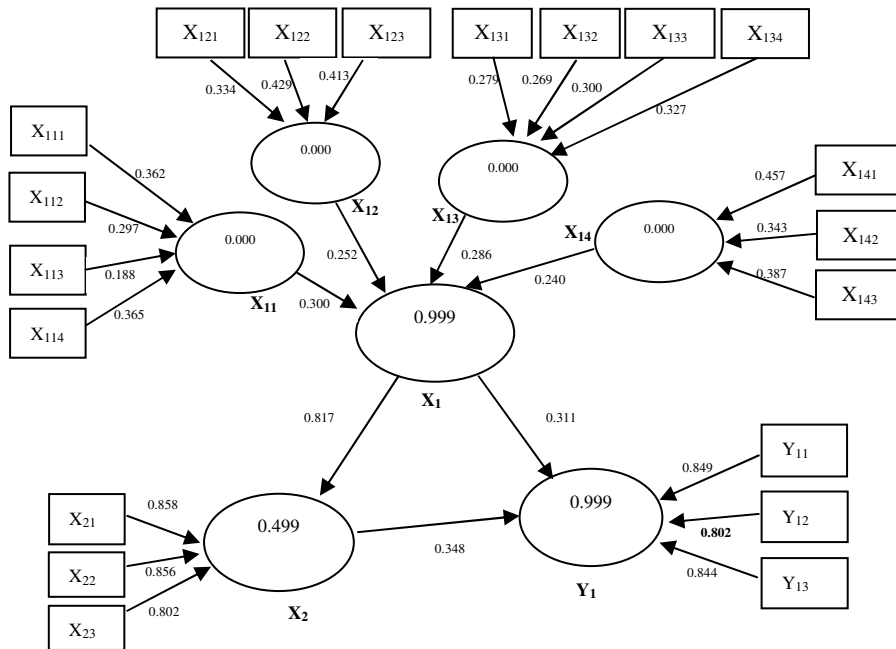 X₁₂₁ X₁₂₂ X₁₂₃ X₁₃₁ X₁₃₂ X₁₃₃ X₁₃₄
0.334 0.429 0.413 0.279 0.269 0.300 0.327
X₁₁₁
0.362
X₁₁₂
0.297
X₁₁₃
0.188
X₁₁₄
0.365
0.000
X₁₂
0.000
X₁₃
0.000
X₁₁
0.000
X₁₄
X₁₄₁
0.457
X₁₄₂
0.343
X₁₄₃
0.387
0.252
0.286
0.300
0.240
0.999
X₁
0.817
0.311
X₂₁
0.858
X₂₂
0.856
X₂₃
0.802
0.499
X₂
0.348
0.999
Y₁
Y₁₁
0.849
Y₁₂
0.802
Y₁₃
0.844